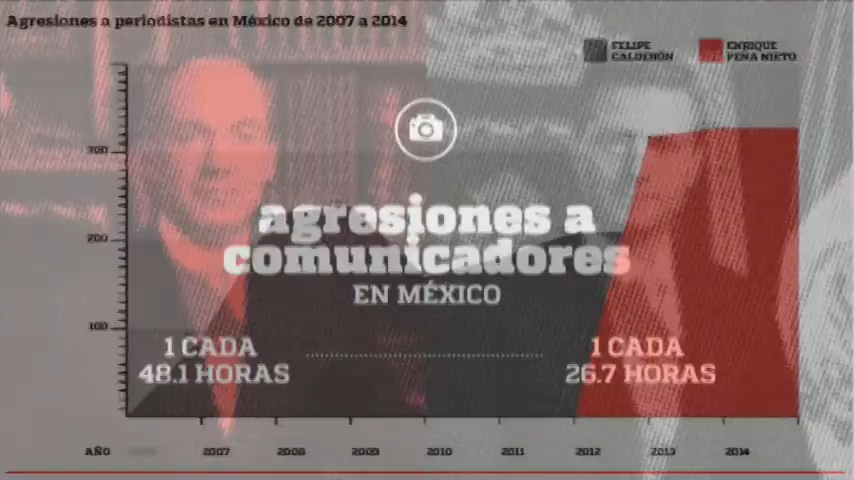 Agresiones a periodistas en México de 2007 a 2014
FELIPE
CALDERÓN
ENRIQUE
PEÑA NIETO
300
200
100
agresiones a
comunicadores
EN MÉXICO
1 CADA
48.1 HORAS
1 CADA
26.7 HORAS
AÑO
2007
2008
2009
2010
2011
2012
2013
2014